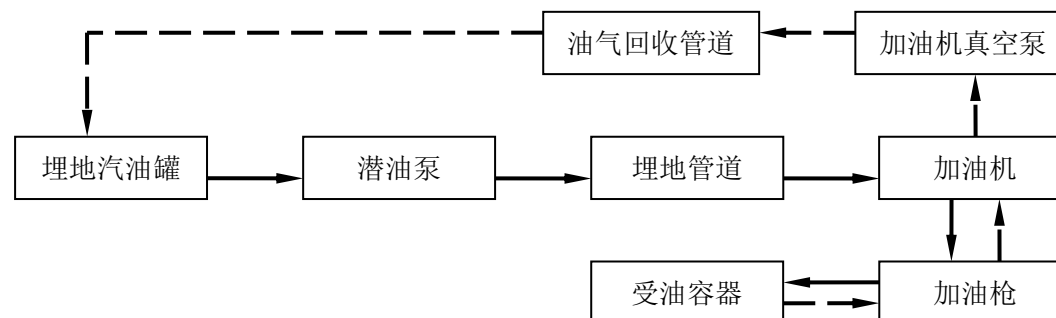 油气回收管道
加油机真空泵
埋地汽油罐
潜油泵
埋地管道
加油机
受油容器
加油枪